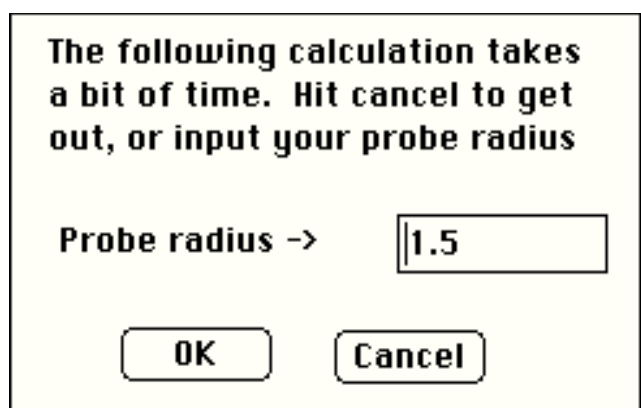 The following calculation takes
a bit of time.  Hit cancel to get
out, or input your probe radius
Probe radius -> 1.5
OK Cancel